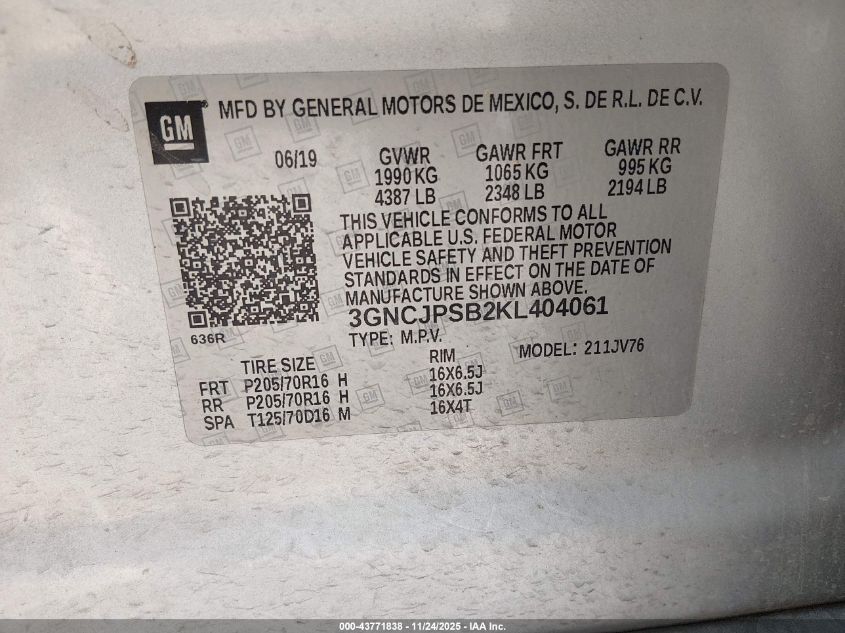 GM
MFD BY GENERAL MOTORS DE MEXICO, S. DE R.L. DE C.V.
06/19 GVWR GAWR FRT GAWR RR
1990 KG 1065 KG 995 KG
4387 LB 2348 LB 2194 LB
THIS VEHICLE CONFORMS TO ALL
APPLICABLE U.S. FEDERAL MOTOR
VEHICLE SAFETY AND THEFT PREVENTION
STANDARDS IN EFFECT ON THE DATE OF
MANUFACTURE SHOWN ABOVE.
3GNCJPSB2KL404061
636R
TYPE: M.P.V. MODEL: 211JV76
TIRE SIZE RIM
FRT P205/70R16 H 16X6.5J
RR P205/70R16 H 16X6.5J
SPA T125/70D16 M 16X4T
000-43771838 - 11/24/2025 - IAA Inc.